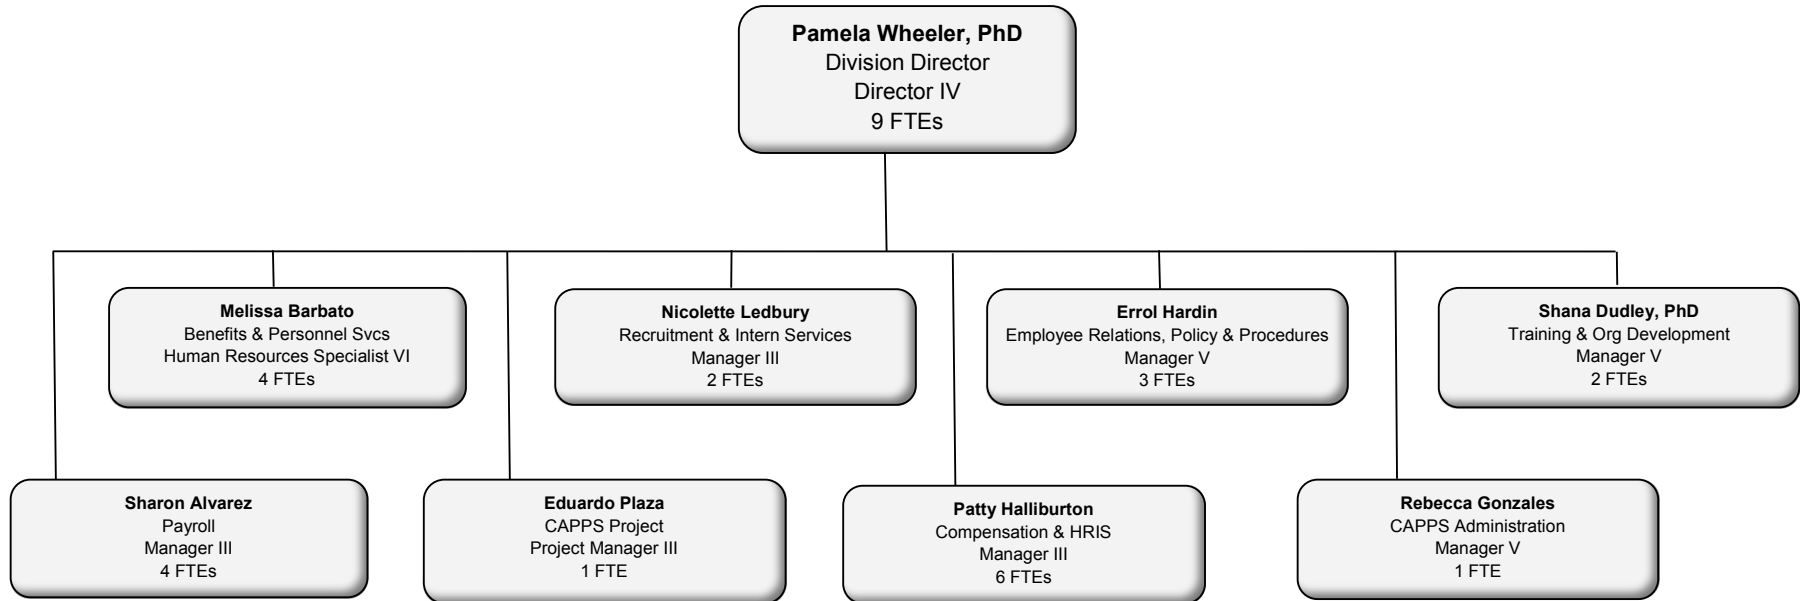 Pamela Wheeler, PhD
Division Director
Director IV
9 FTEs
Melissa Barbato
Benefits & Personnel Svcs
Human Resources Specialist VI
4 FTEs
Nicolette Ledbury
Recruitment & Intern Services
Manager III
2 FTEs
Errol Hardin
Employee Relations, Policy & Procedures
Manager V
3 FTEs
Shana Dudley, PhD
Training & Org Development
Manager V
2 FTEs
Sharon Alvarez
Payroll
Manager III
4 FTEs
Eduardo Plaza
CAPPS Project
Project Manager III
1 FTE
Patty Halliburton
Compensation & HRIS
Manager III
6 FTEs
Rebecca Gonzales
CAPPS Administration
Manager V
1 FTE